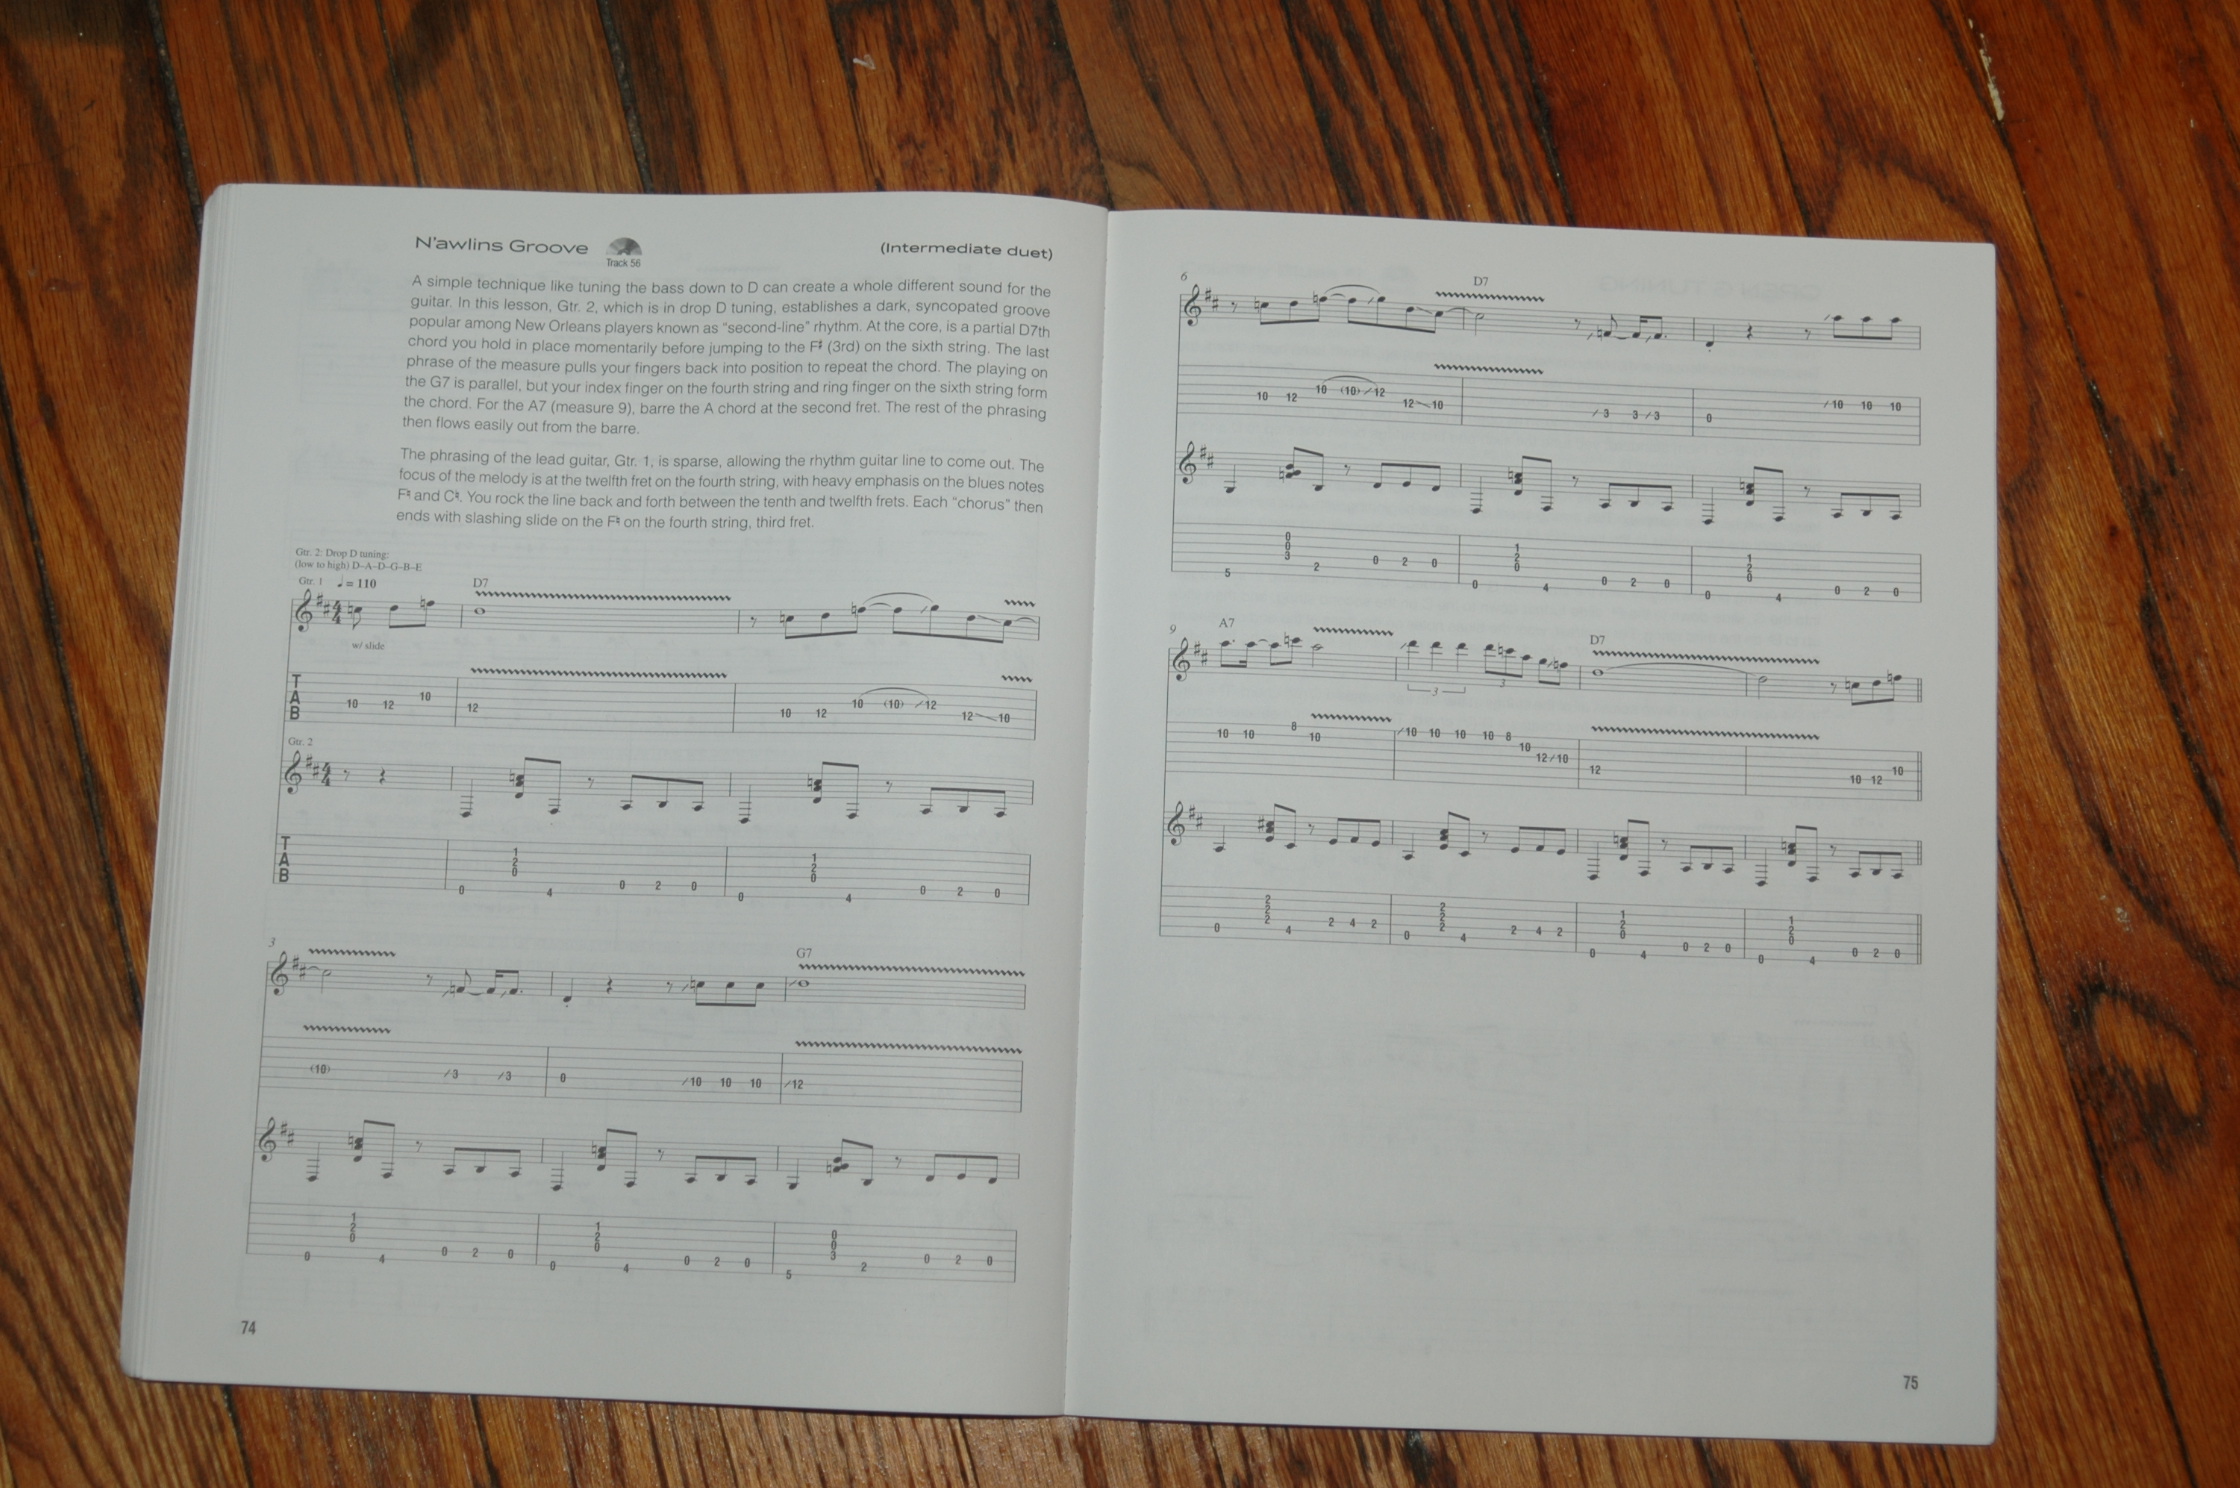 N'awlins Groove
Track 56
(Intermediate duet)
A simple technique like tuning the bass down to D can create a whole different sound for the
guitar. In this lesson, Gtr. 2, which is in drop D tuning, establishes a dark, syncopated groove
popular among New Orleans players known as "second-line" rhythm. At the core, is a partial D7th
chord you hold in place momentarily before jumping to the F♯ (3rd) on the sixth string. The last
phrase of the measure pulls your fingers back into position to repeat the chord. The playing on
the G7 is parallel, but your index finger on the fourth string and ring finger on the sixth string form
the chord. For the A7 (measure 9), barre the A chord at the second fret. The rest of the phrasing
then flows easily out from the barre.
The phrasing of the lead guitar, Gtr. 1, is sparse, allowing the rhythm guitar line to come out. The
focus of the melody is at the twelfth fret on the fourth string, with heavy emphasis on the blues notes
F♮ and C♮. You rock the line back and forth between the tenth and twelfth frets. Each "chorus" then
ends with slashing slide on the F♮ on the fourth string, third fret.
Gtr. 2: Drop D tuning:
(low to high) D–A–D–G–B–E
Gtr. 1 ♩ = 110 D7
4 4
w/ slide
T A B
10 12 10 12 10 12 10 (10) 12 12 10
Gtr. 2
4 4
T A B
0 1 2 0 4 0 2 0 0 1 2 0 4 0 2 0
3 G7
(10) 3 3 0 10 10 10 12
0 1 2 0 4 0 2 0 0 1 2 0 4 0 2 0 5 0 0 3 2 0 2 0
74
6 D7
10 12 10 (10) 12 12 10 3 3 3 0 10 10 10
5 0 0 3 2 0 2 0 0 1 2 0 4 0 2 0 0 1 2 0 4 0 2 0
9 A7 D7
3 3
10 10 8 10 10 10 10 10 8 10 12 10 12 10 12 10
0 2 2 2 4 2 4 2 0 2 2 2 4 2 4 2 0 1 2 0 4 0 2 0 0 1 2 0 4 0 2 0
75